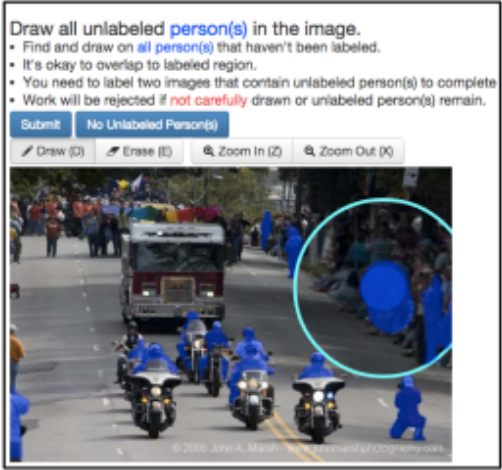 Draw all unlabeled person(s) in the image.
• Find and draw on all person(s) that haven't been labeled.
• It's okay to overlap to labeled region.
• You need to label two images that contain unlabeled person(s) to complete
• Work will be rejected if not carefully drawn or unlabeled person(s) remain.
Submit No Unlabeled Person(s)
Draw (D) Erase (E) Zoom In (Z) Zoom Out (X)
© 2006 John A. Marsh - www.johnmarshphotography.com